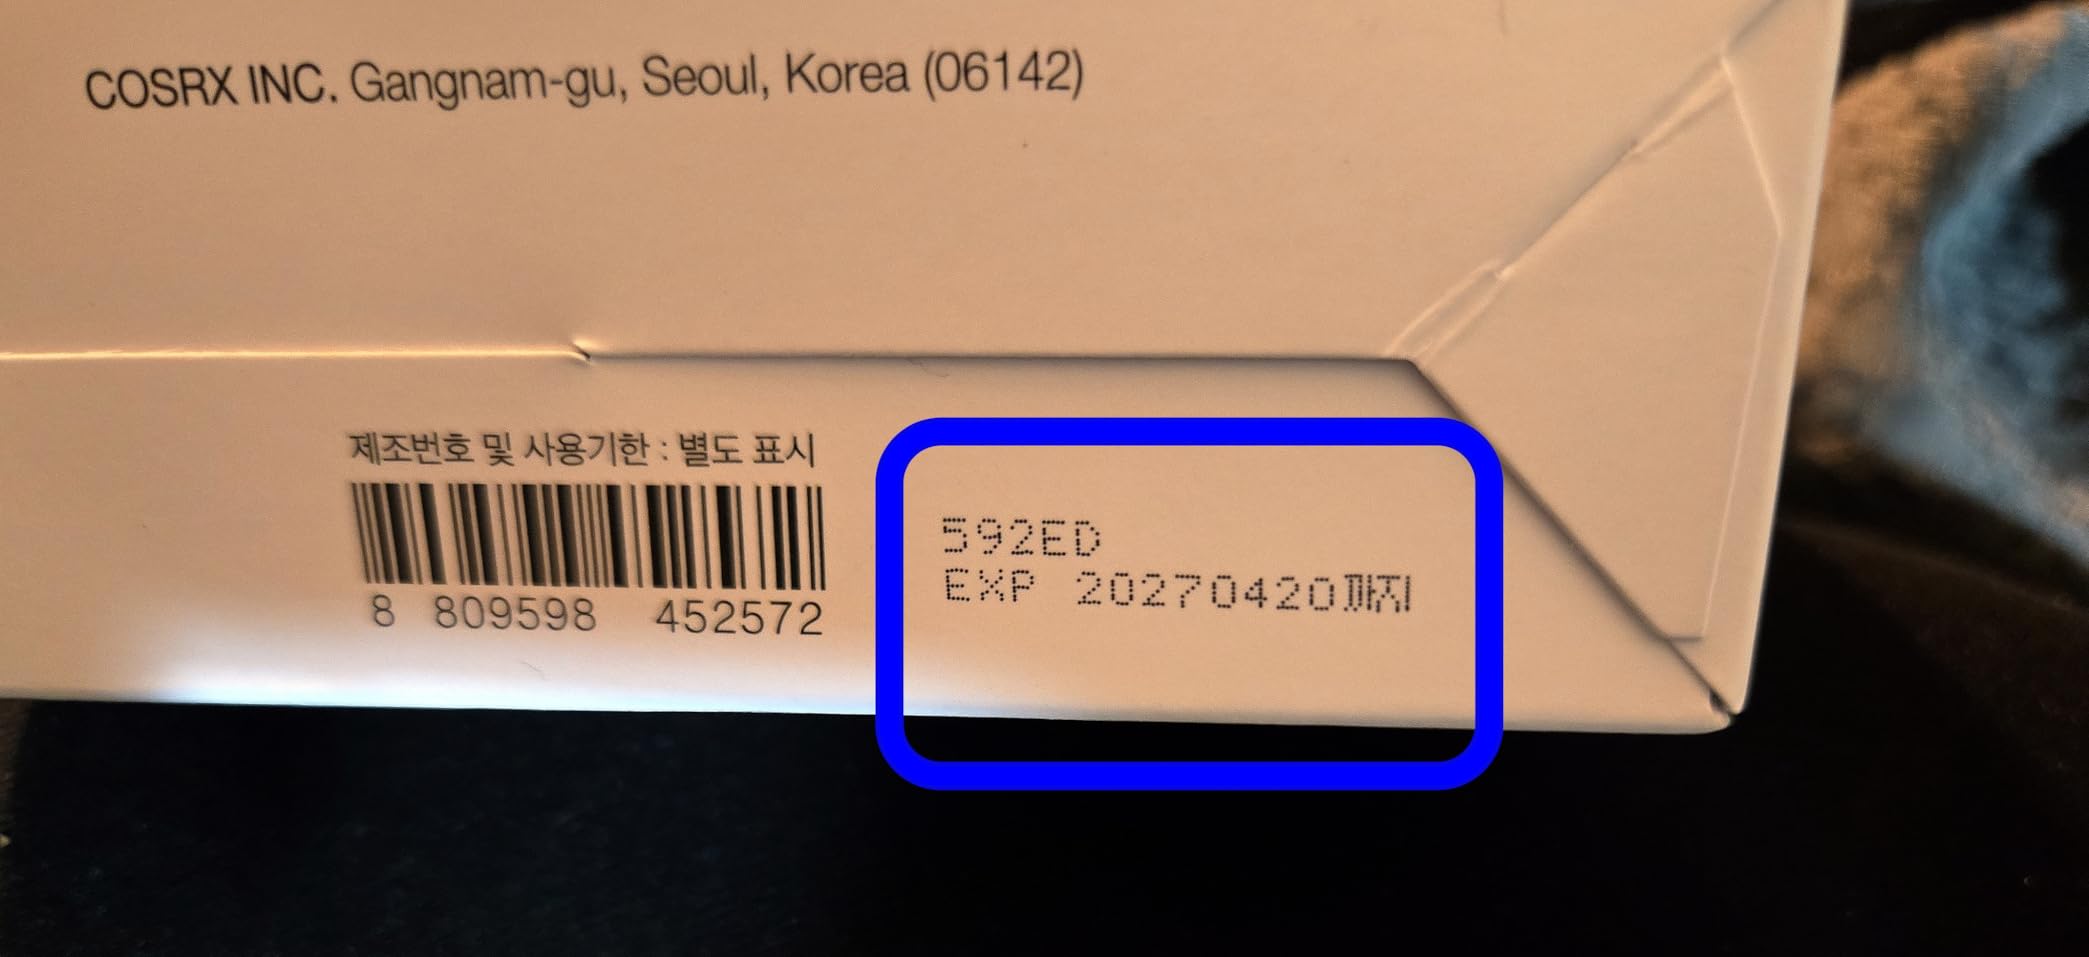 COSRX INC. Gangnam-gu, Seoul, Korea (06142)
제조번호 및 사용기한 : 별도 표시
8 809598 452572
592ED
EXP 20270420까지